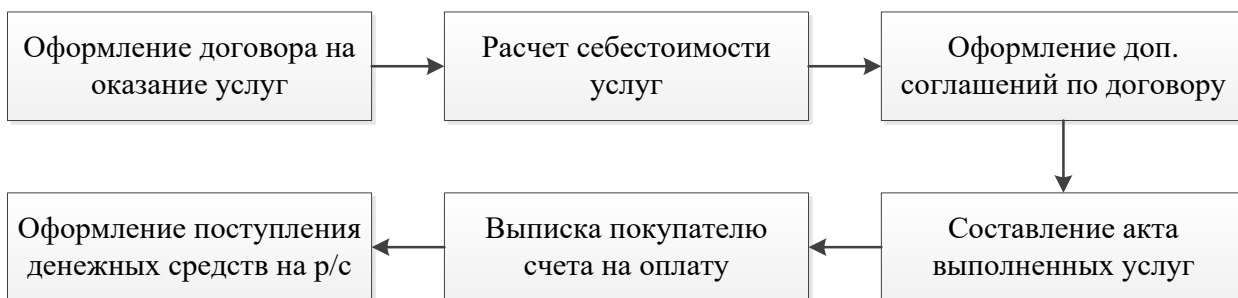 Оформление договора на
оказание услуг
Расчет себестоимости
услуг
Оформление доп.
соглашений по договору
Составление акта
выполненных услуг
Выписка покупателю
счета на оплату
Оформление поступления
денежных средств на р/с